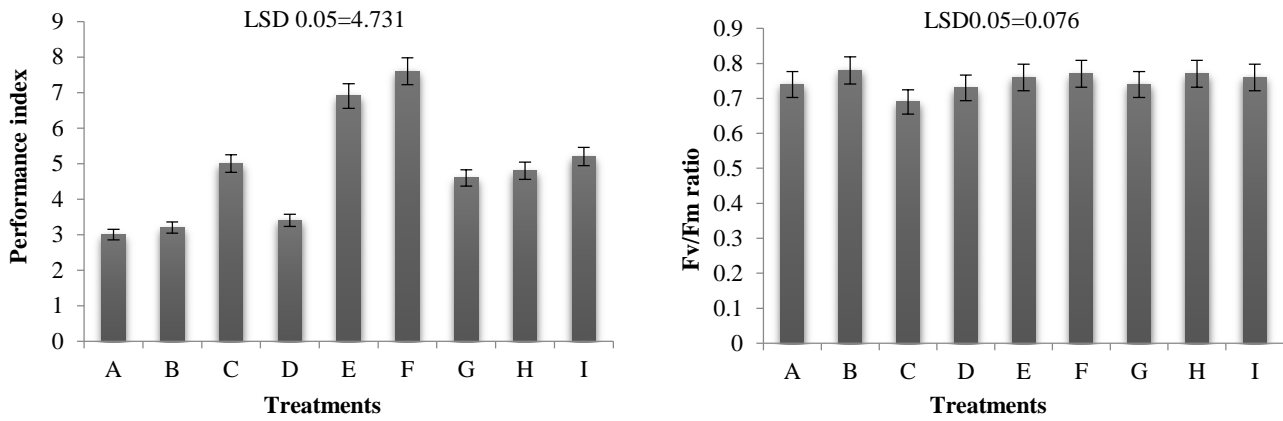 LSD 0.05=4.731
Performance index
9
8
7
6
5
4
3
2
1
0
A B C D E F G H I
Treatments
LSD0.05=0.076
Fv/Fm ratio
0.9
0.8
0.7
0.6
0.5
0.4
0.3
0.2
0.1
0
A B C D E F G H I
Treatments